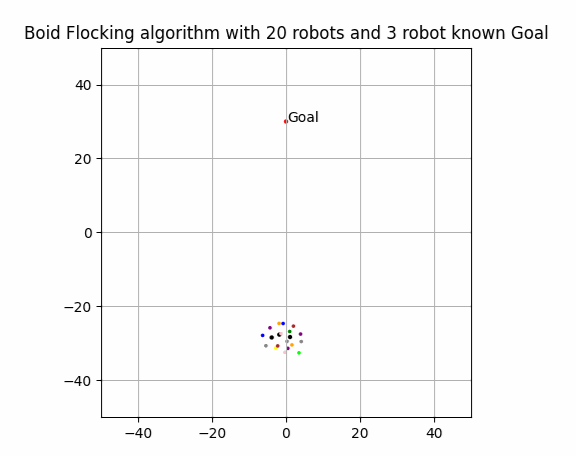 Boid Flocking algorithm with 20 robots and 3 robot known Goal
40
Goal
20
0
−20
−40
−40 −20 0 20 40